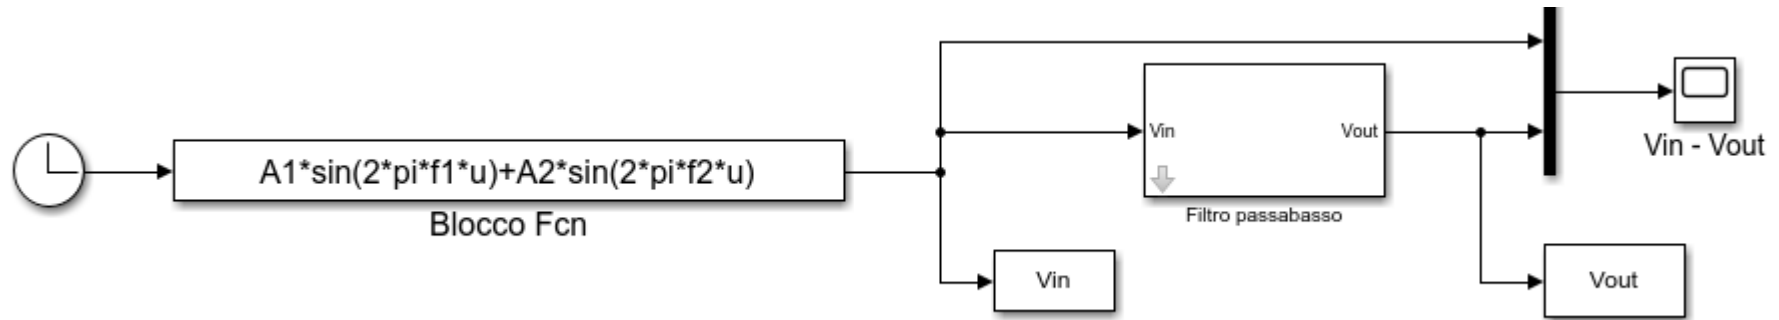 A1*sin(2*pi*f1*u)+A2*sin(2*pi*f2*u)
Blocco Fcn
Vin
Vout
Filtro passabasso
Vin - Vout
Vin
Vout